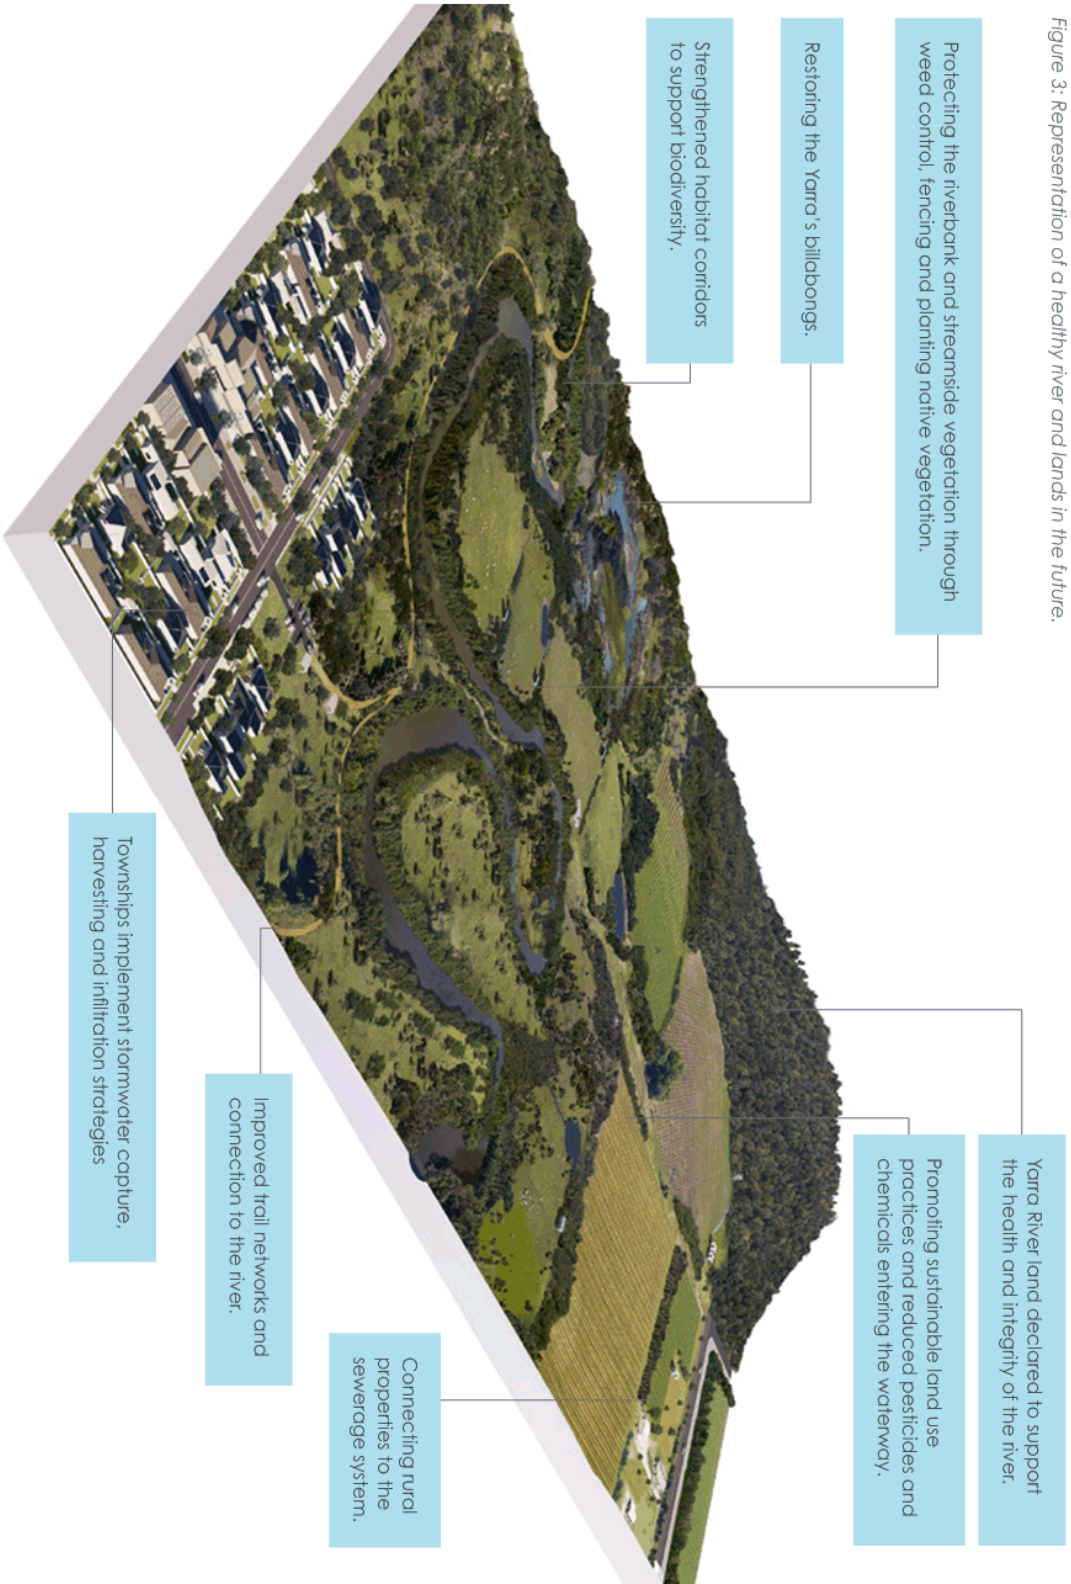 Figure 3: Representation of a healthy river and lands in the future.
Protecting the riverbank and streamside vegetation through
weed control, fencing and planting native vegetation.
Restoring the Yarra's billabongs.
Strengthened habitat corridors
to support biodiversity.
Yarra River land declared to support
the health and integrity of the river.
Promoting sustainable land use
practices and reduced pesticides and
chemicals entering the waterway.
Connecting rural
properties to the
sewerage system.
Improved trail networks and
connection to the river.
Townships implement stormwater capture,
harvesting and infiltration strategies